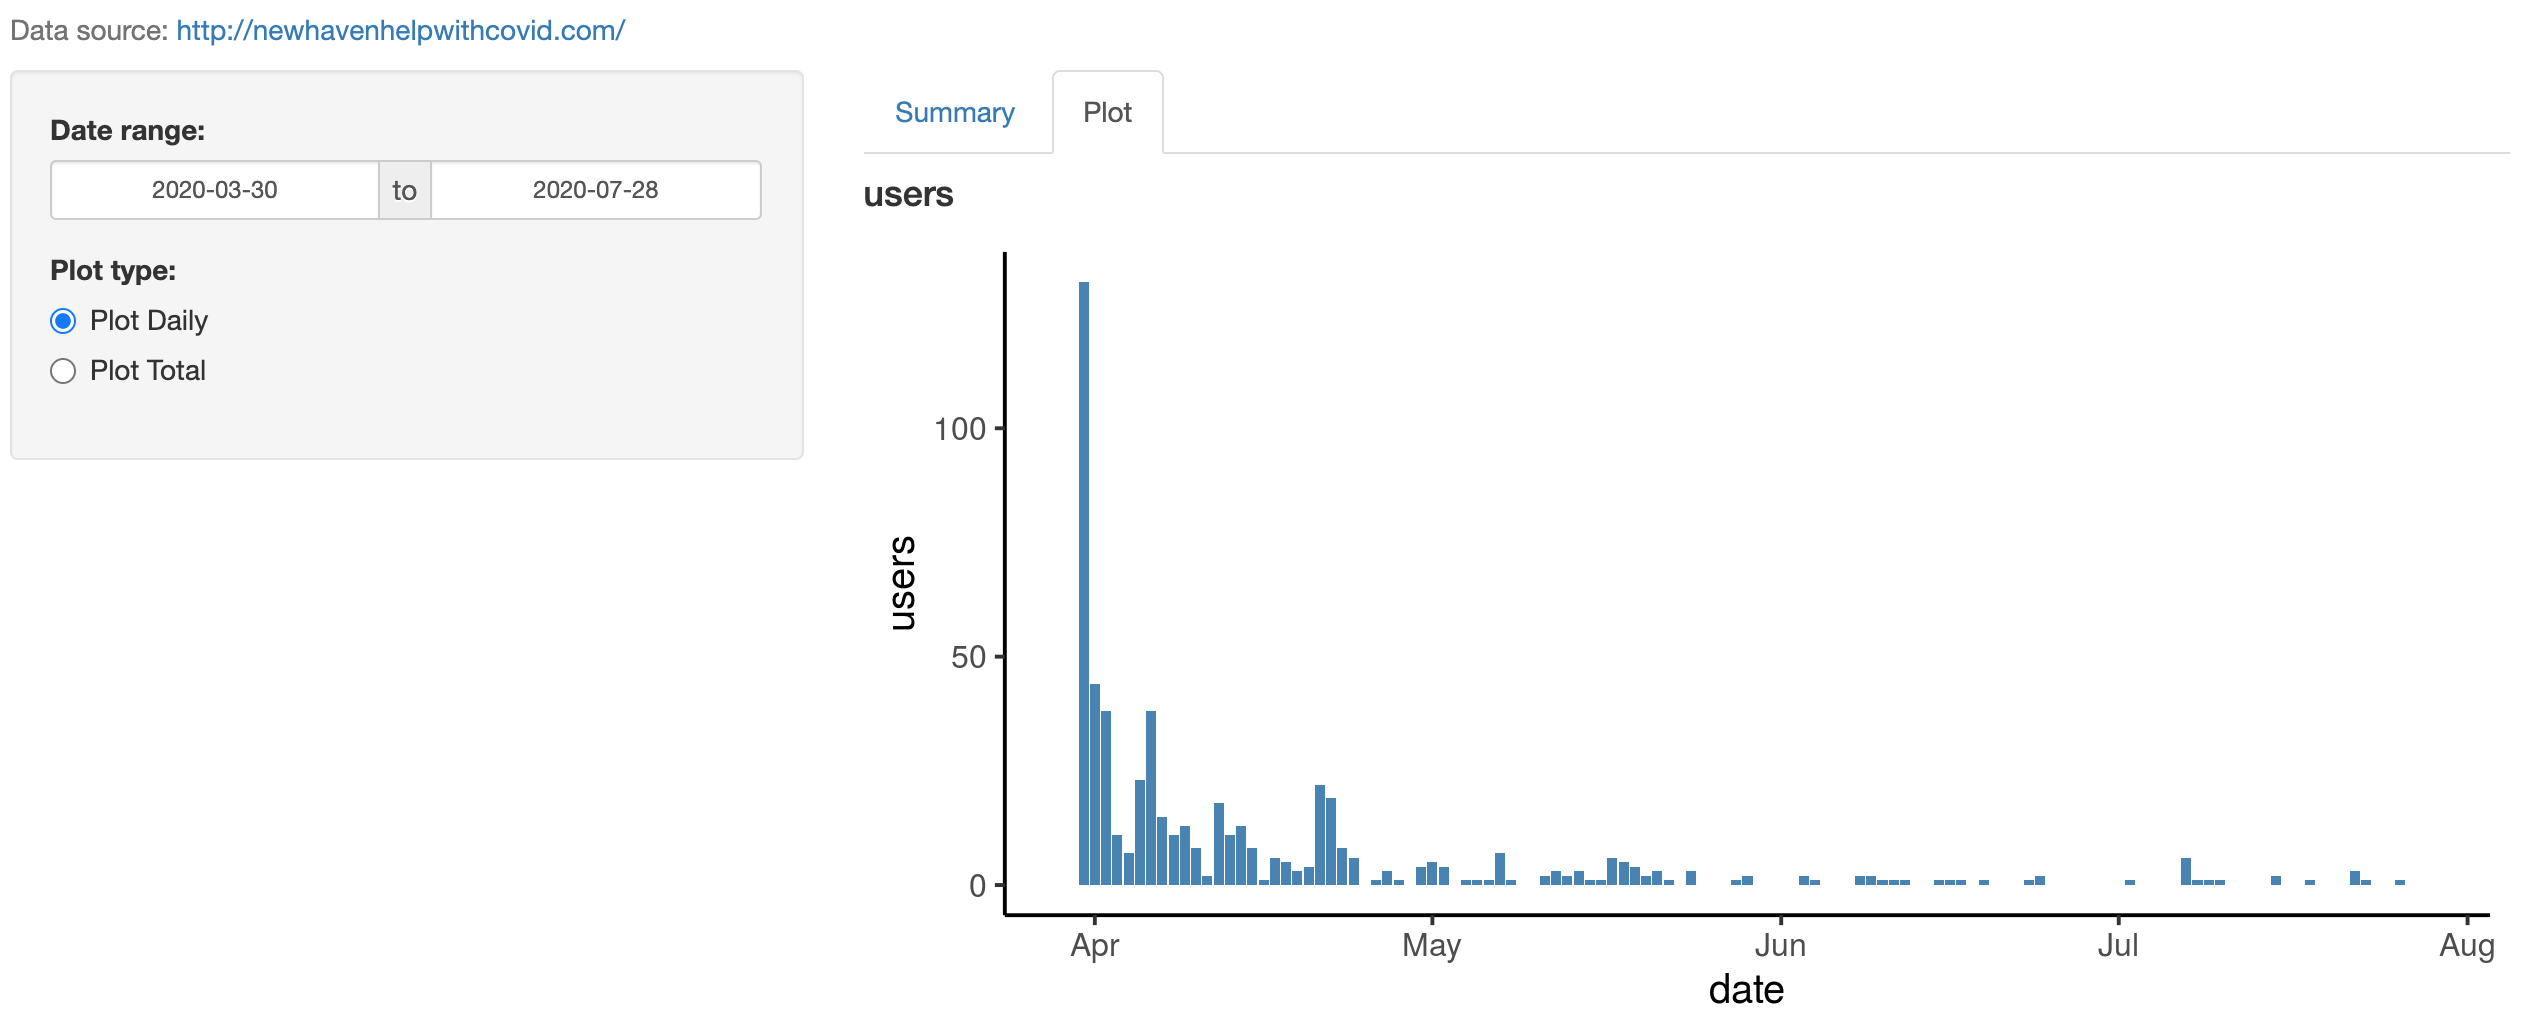 Data source: http://newhavenhelpwithcovid.com/
Date range:
2020-03-30 to 2020-07-28
Plot type:
Plot Daily
Plot Total
Summary Plot
users
users
100
50
0
Apr May Jun Jul Aug
date